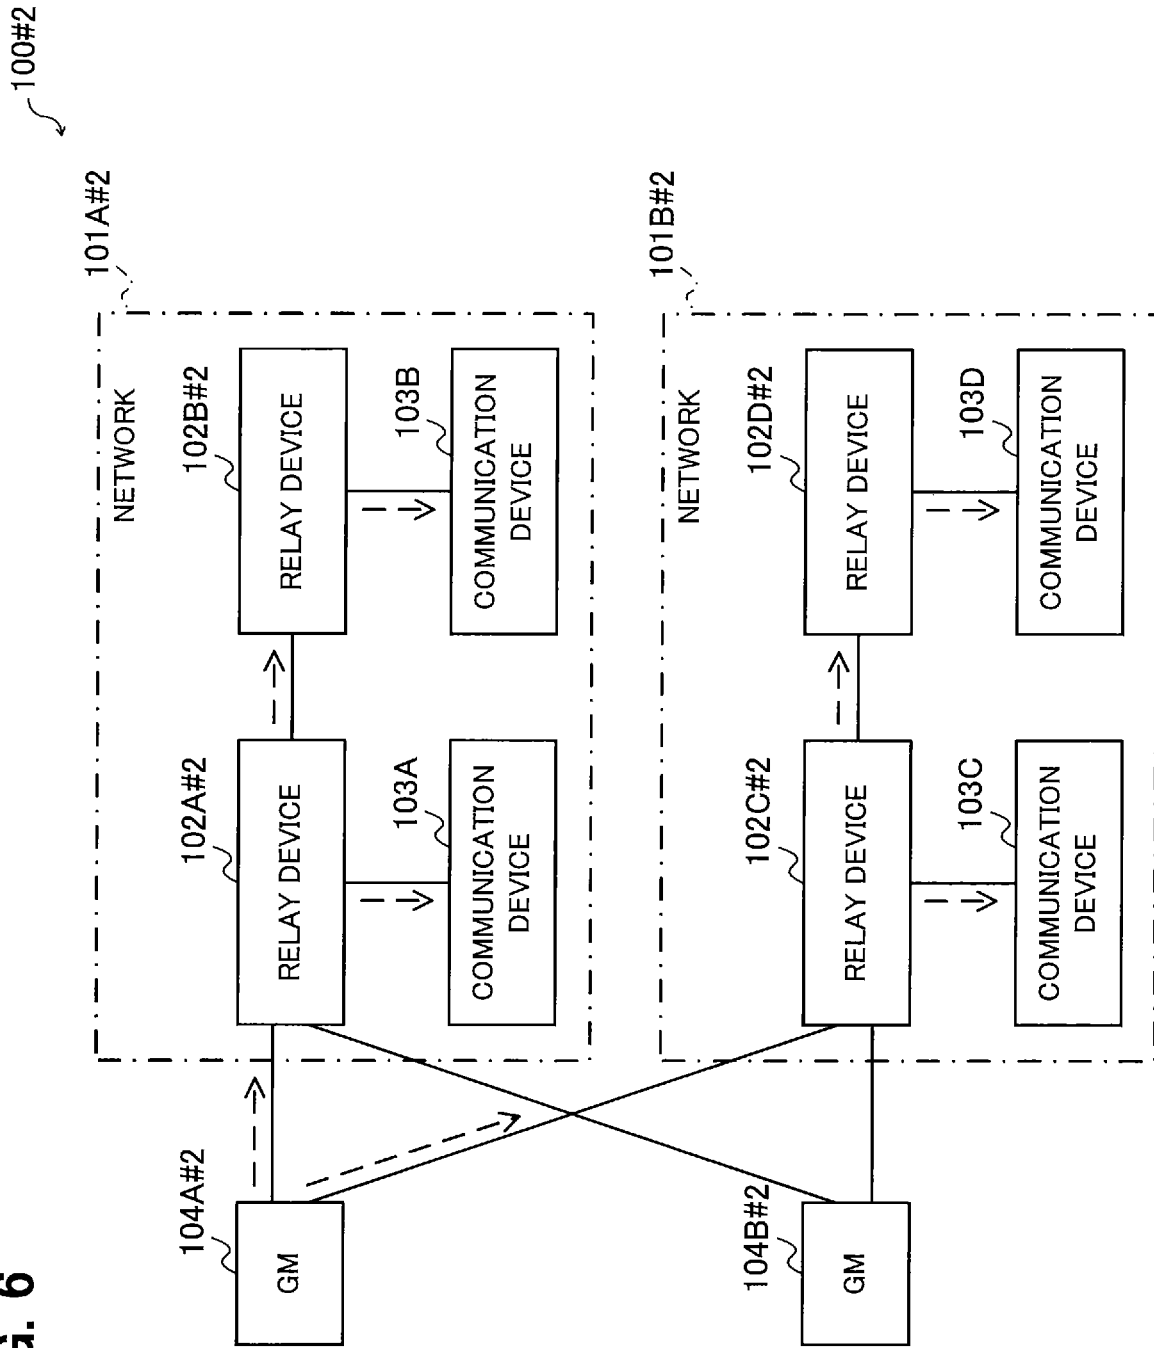 G. 6
100#2
101A#2
NETWORK
104A#2
GM
102A#2
RELAY DEVICE
102B#2
RELAY DEVICE
103A
COMMUNICATION
DEVICE
103B
COMMUNICATION
DEVICE
101B#2
NETWORK
104B#2
GM
102C#2
RELAY DEVICE
102D#2
RELAY DEVICE
103C
COMMUNICATION
DEVICE
103D
COMMUNICATION
DEVICE